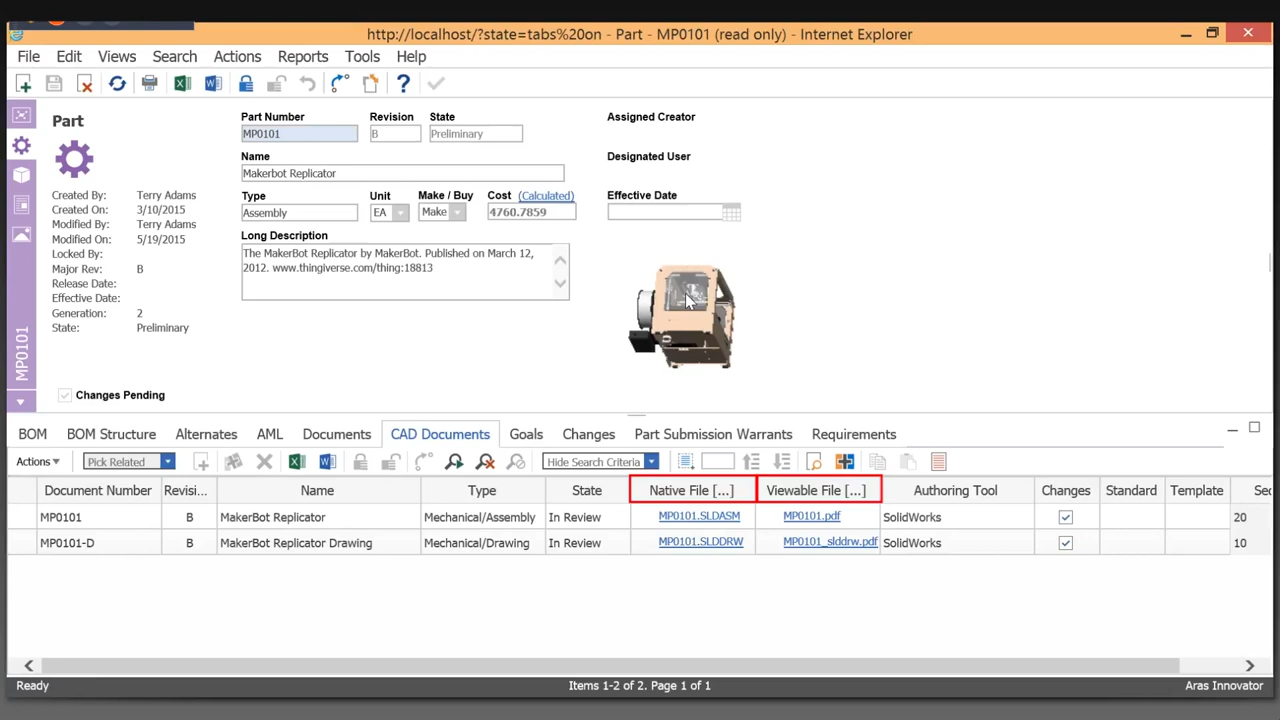 http://localhost/?state=tabs%20on - Part - MP0101 (read only) - Internet Explorer
File Edit Views Search Actions Reports Tools Help
Part
Part Number Revision State Assigned Creator
MP0101 B Preliminary
Name Designated User
Makerbot Replicator
Type Unit Make / Buy Cost (Calculated) Effective Date
Assembly EA Make 4760.7859
Long Description
The MakerBot Replicator by MakerBot. Published on March 12,
2012. www.thingiverse.com/thing:18813
Created By: Terry Adams
Created On: 3/10/2015
Modified By: Terry Adams
Modified On: 5/19/2015
Locked By:
Major Rev: B
Release Date:
Effective Date:
Generation: 2
State: Preliminary
MP0101
Changes Pending
BOM BOM Structure Alternates AML Documents CAD Documents Goals Changes Part Submission Warrants Requirements
Actions Pick Related Hide Search Criteria
Document Number Revisi... Name Type State Native File [...] Viewable File [...] Authoring Tool Changes Standard Template Sec
MP0101 B MakerBot Replicator Mechanical/Assembly In Review MP0101.SLDASM MP0101.pdf SolidWorks 20
MP0101-D B MakerBot Replicator Drawing Mechanical/Drawing In Review MP0101.SLDDRW MP0101_slddrw.pdf SolidWorks 10
Ready Items 1-2 of 2. Page 1 of 1 Aras Innovator